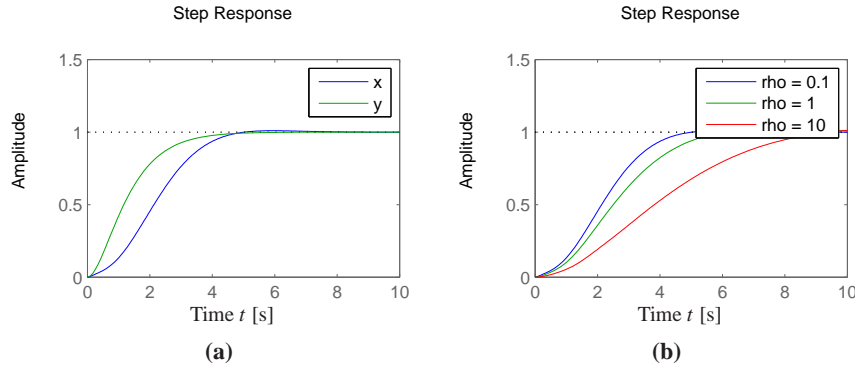 Step Response
1.5
x
y
1
Amplitude
0.5
0
0 2 4 6 8 10
Time t [s]
(a)
Step Response
1.5
rho = 0.1
rho = 1
rho = 10
1
Amplitude
0.5
0
0 2 4 6 8 10
Time t [s]
(b)